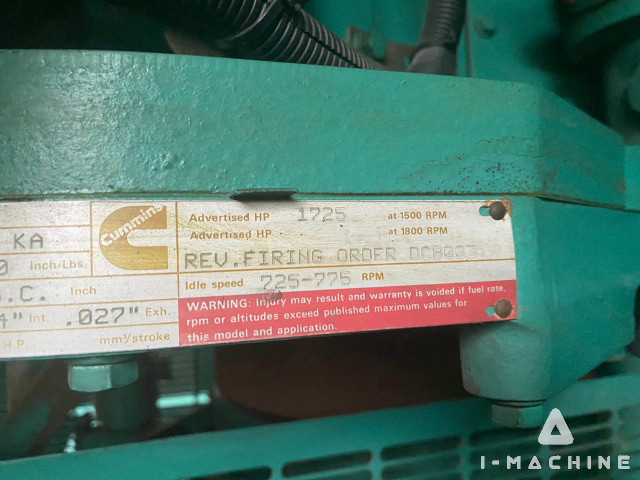 Advertised HP 1725 at 1500 RPM
KA Cummins Advertised HP at 1800 RPM
Inch-Lbs. REV.FIRING ORDER
.C. Inch Idle speed 725-775 RPM
4" Int. .027" Exh. WARNING: Injury may result and warranty is voided if fuel rate,
rpm or altitudes exceed published maximum values for
H.P. mm³/stroke this model and application.
I-MACHINE